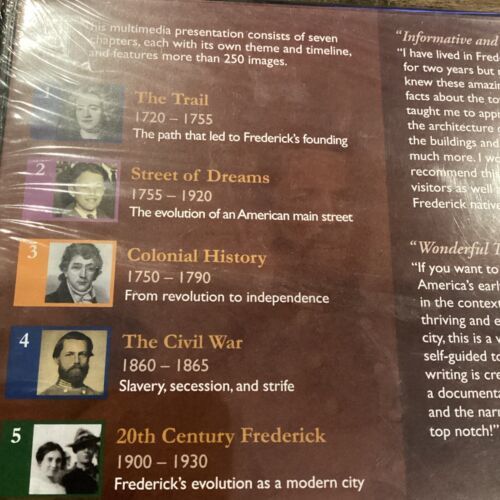 his multimedia presentation consists of seven
chapters, each with its own theme and timeline,
and features more than 250 images.
1
The Trail
1720 – 1755
The path that led to Frederick's founding
2
Street of Dreams
1755 – 1920
The evolution of an American main street
3
Colonial History
1750 – 1790
From revolution to independence
4
The Civil War
1860 – 1865
Slavery, secession, and strife
5
20th Century Frederick
1900 – 1930
Frederick's evolution as a modern city
"Informative and
"I have lived in Fred
for two years but
knew these amazin
facts about the to
taught me to app
the architecture
the buildings and
much more. I wo
recommend thi
visitors as well
Frederick native
"Wonderful T
"If you want to
America's earl
in the context
thriving and e
city, this is a v
self-guided to
writing is cre
a documenta
and the narr
top notch!"